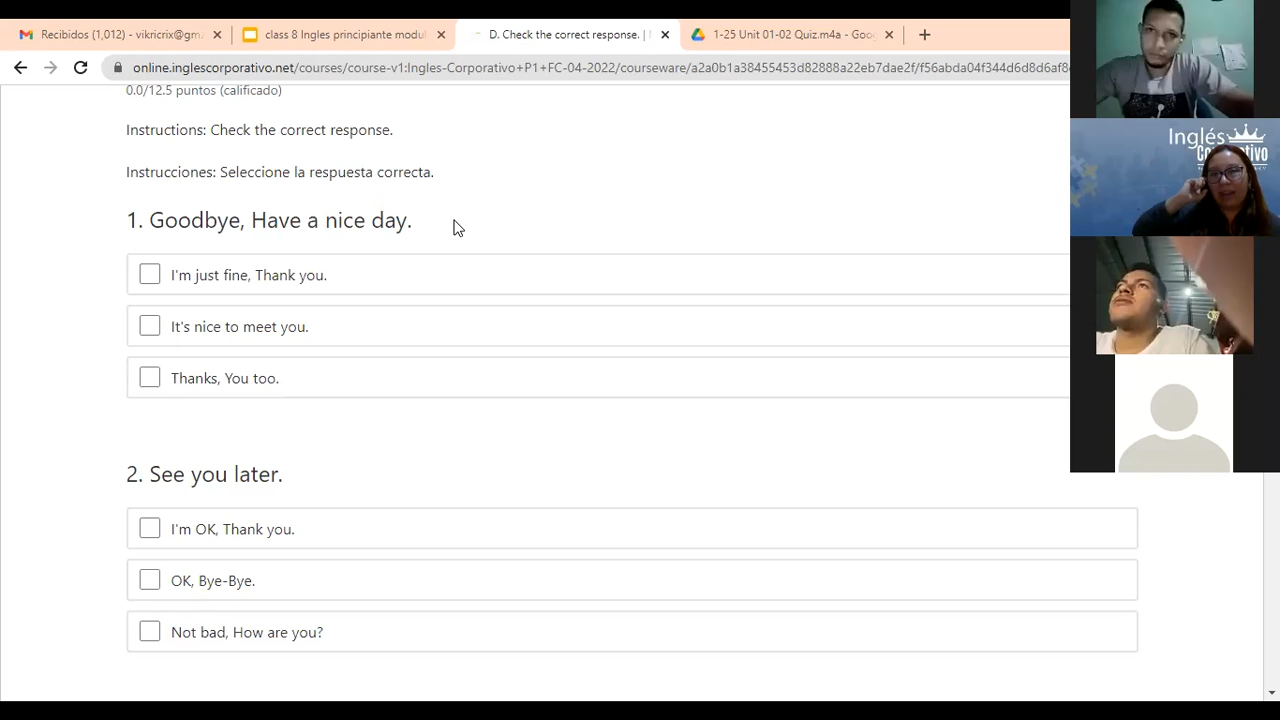 Recibidos (1,012) - vikricrix@gm
class 8 Ingles principiante modul
D. Check the correct response. |
1-25 Unit 01-02 Quiz.m4a - Goo
online.inglescorporativo.net/courses/course-v1:Ingles-Corporativo+P1+FC-04-2022/courseware/a2a0b1a38455453d82888a22eb7dae2f/f56abda04f344d6d8d6af8
0.0/12.5 puntos (calificado)
Instructions: Check the correct response.
Instrucciones: Seleccione la respuesta correcta.
1. Goodbye, Have a nice day.
I'm just fine, Thank you.
It's nice to meet you.
Thanks, You too.
2. See you later.
I'm OK, Thank you.
OK, Bye-Bye.
Not bad, How are you?
Inglés